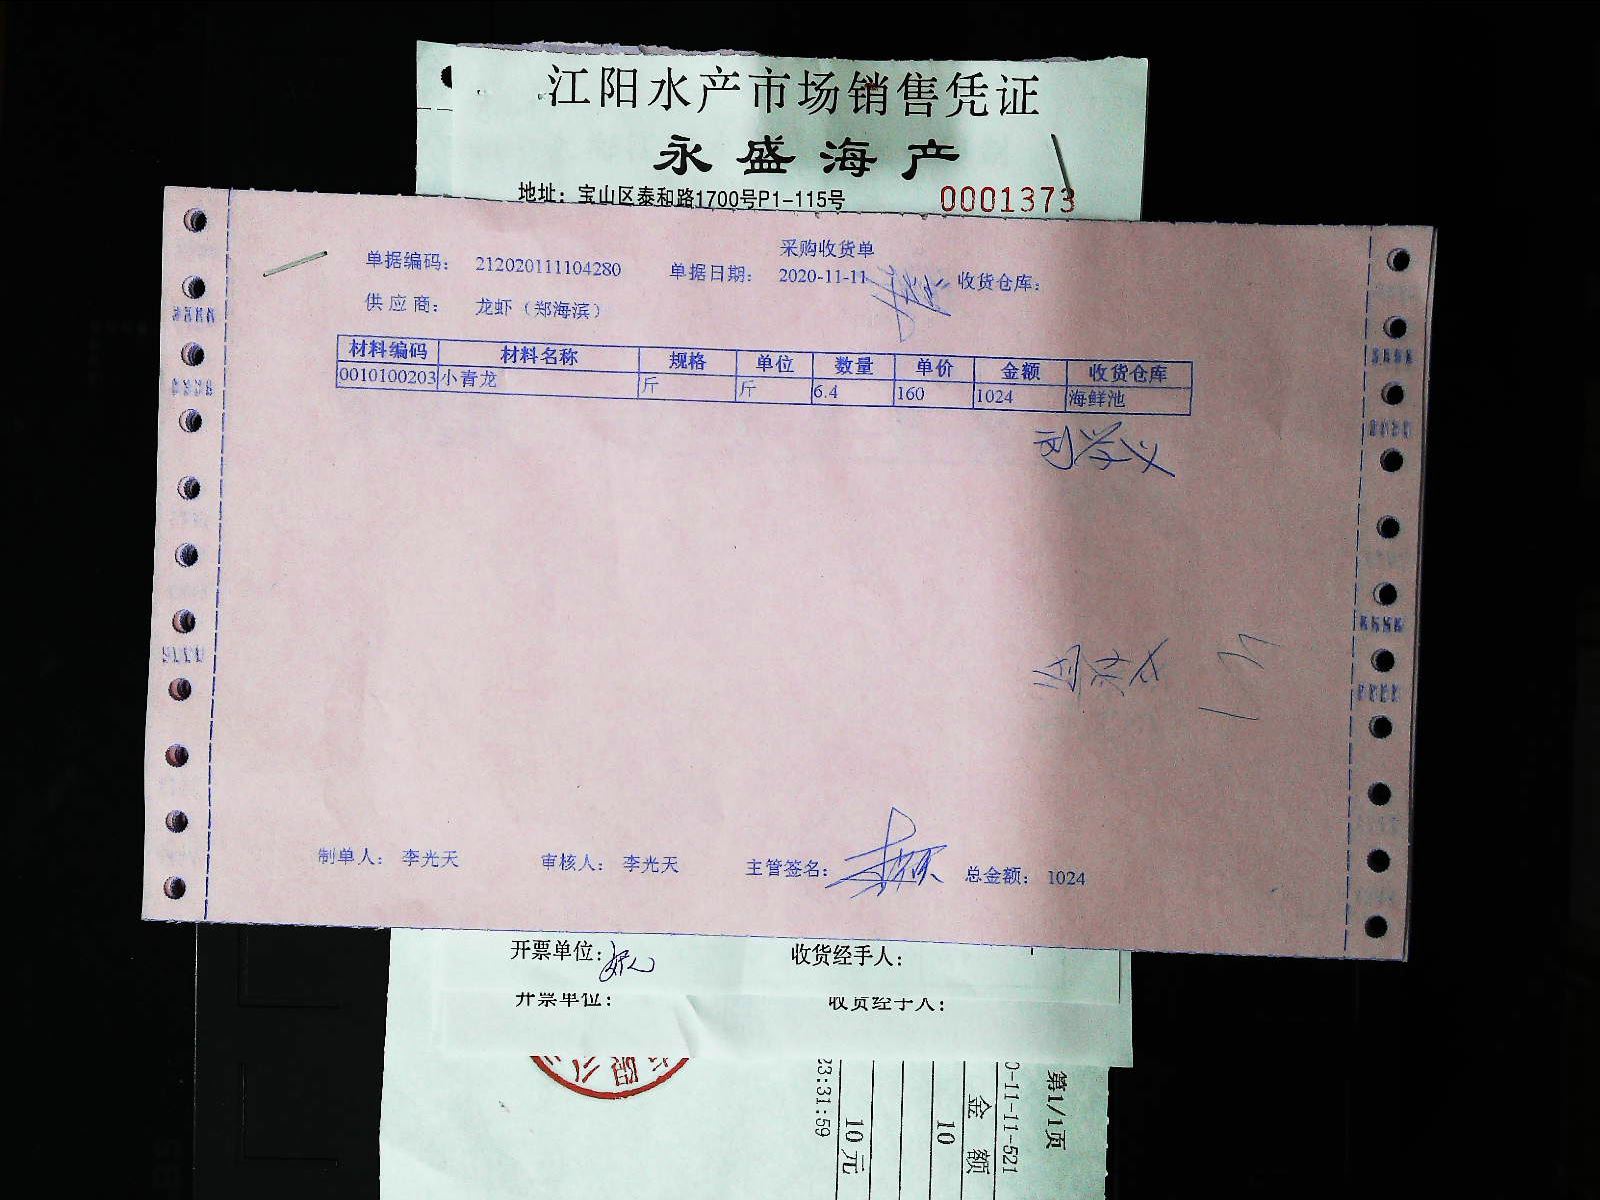 江阳水产市场销售凭证
永盛海产
地址：宝山区泰和路1700号P1-115号 0001373
采购收货单
单据编码： 212020111104280 单据日期： 2020-11-11 收货仓库：
供应商： 龙虾（郑海滨）
材料编码 材料名称 规格 单位 数量 单价 金额 收货仓库
0010100203 小青龙 斤 斤 6.4 160 1024 海鲜池
制单人： 李光天 审核人： 李光天 主管签名： 总金额： 1024
开票单位： 收货经手人：
开票单位： 收货经手人：
第1/1页
0-11-11-521
金额
10
10元
23:31:59